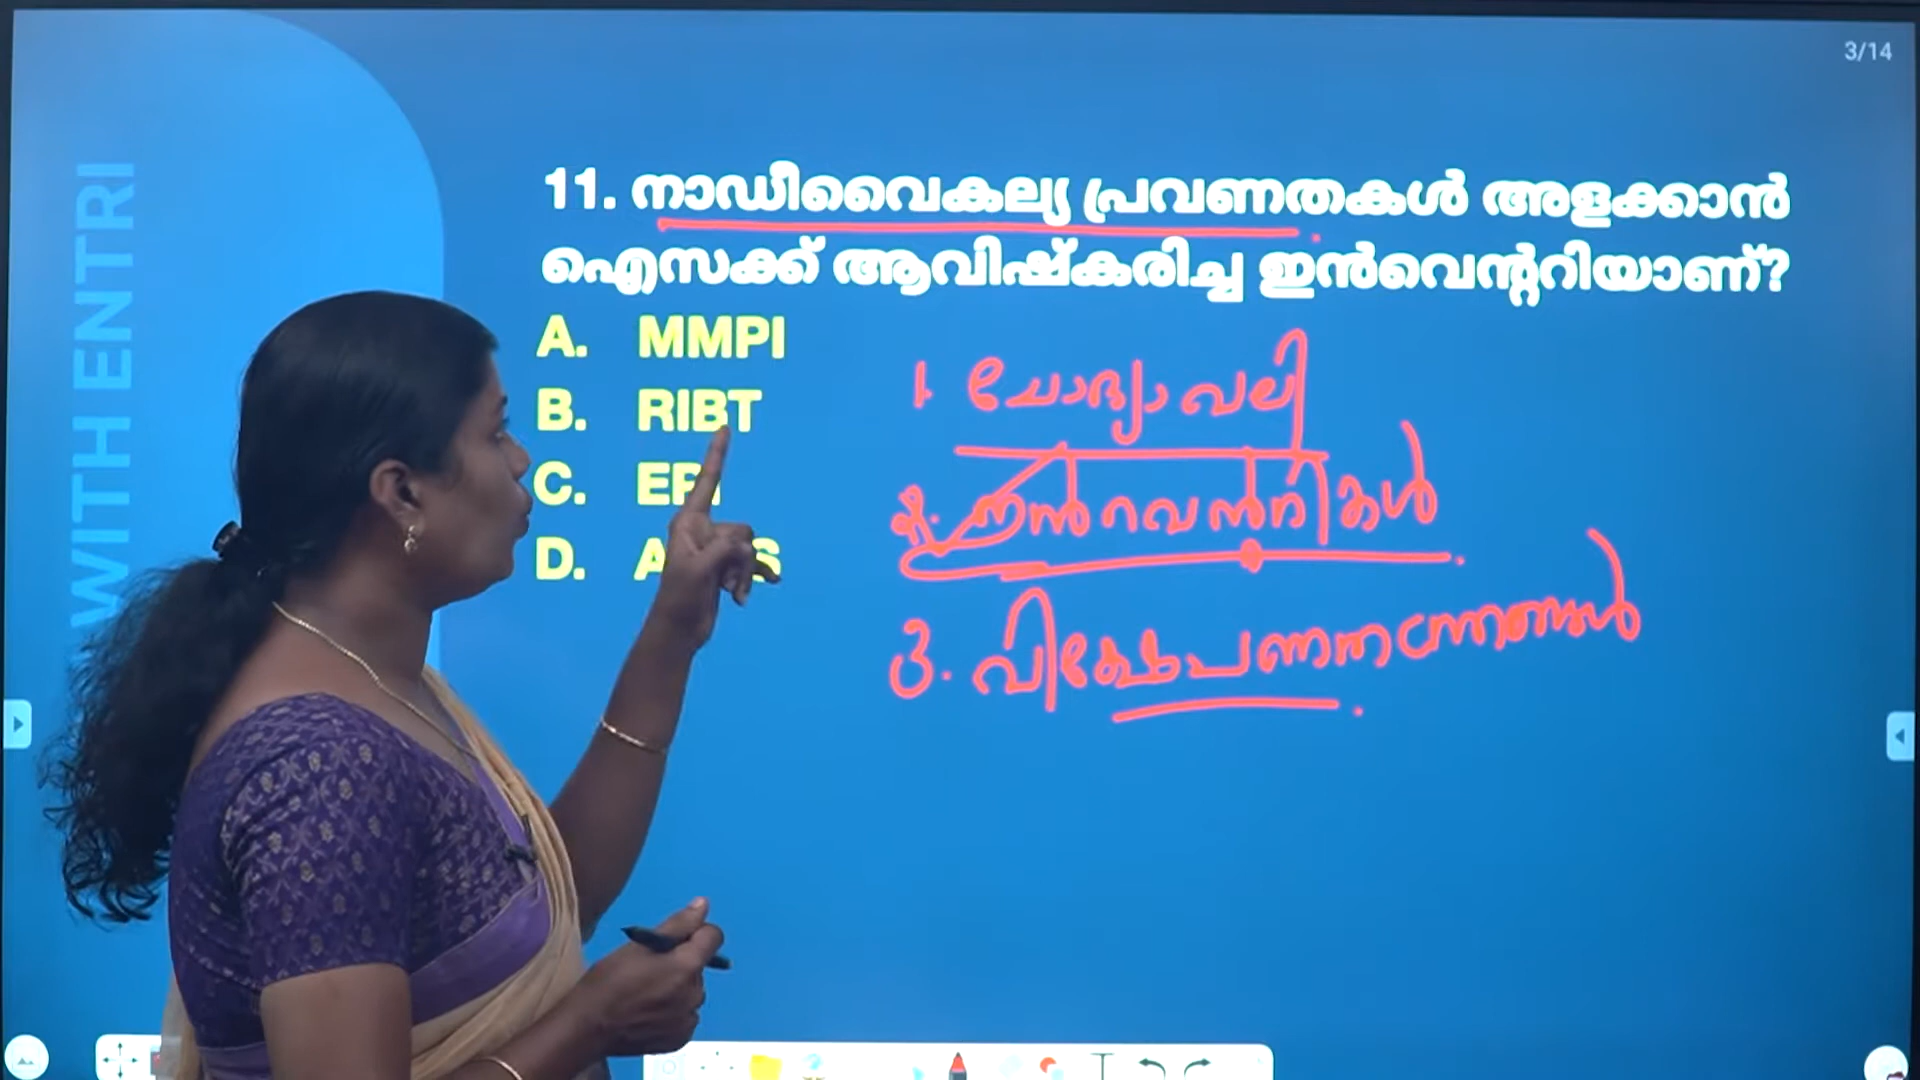 3/14
WITH ENTRI
11. നാഡീവൈകല്യ പ്രവണതകൾ അളക്കാൻ
ഐസക്ക് ആവിഷ്കരിച്ച ഇൻവെന്ററിയാണ്?
A. MMPI
B. RIBT
C.
D.
1. ചോദ്യാവലി
2. ഇൻവെൻററികൾ
3. വിക്ഷേപണതന്ത്രങ്ങൾ